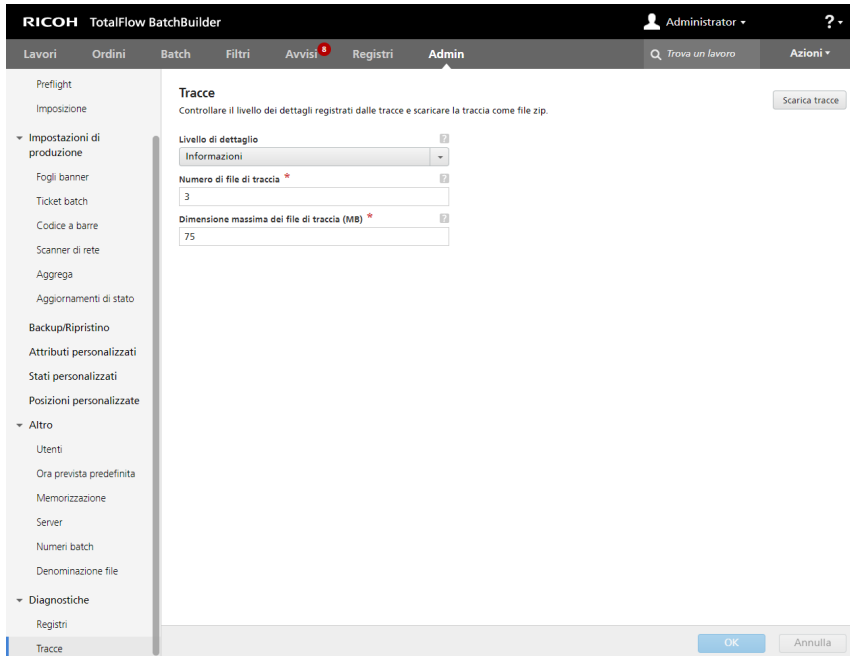 RICOH TotalFlow BatchBuilder
Administrator
?
Lavori Ordini Batch Filtri Avvisi 8 Registri Admin
Trova un lavoro
Azioni
Preflight
Imposizione
Impostazioni di
produzione
Fogli banner
Ticket batch
Codice a barre
Scanner di rete
Aggrega
Aggiornamenti di stato
Backup/Ripristino
Attributi personalizzati
Stati personalizzati
Posizioni personalizzate
Altro
Utenti
Ora prevista predefinita
Memorizzazione
Server
Numeri batch
Denominazione file
Diagnostiche
Registri
Tracce
Tracce
Controllare il livello dei dettagli registrati dalle tracce e scaricare la traccia come file zip.
Scarica tracce
Livello di dettaglio ?
Informazioni
Numero di file di traccia * ?
3
Dimensione massima dei file di traccia (MB) * ?
75
OK Annulla